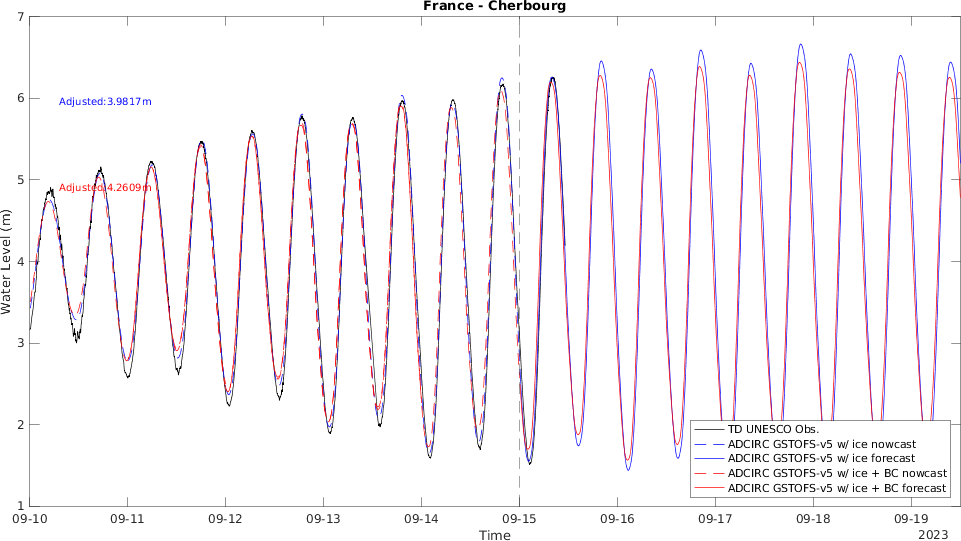 France - Cherbourg
7
6
5
4
3
2
1
Water Level (m)
Adjusted:3.9817m
Adjusted:4.2609m
TD UNESCO Obs.
ADCIRC GSTOFS-v5 w/ ice nowcast
ADCIRC GSTOFS-v5 w/ ice forecast
ADCIRC GSTOFS-v5 w/ ice + BC nowcast
ADCIRC GSTOFS-v5 w/ ice + BC forecast
09-10 09-11 09-12 09-13 09-14 09-15 09-16 09-17 09-18 09-19
Time
2023